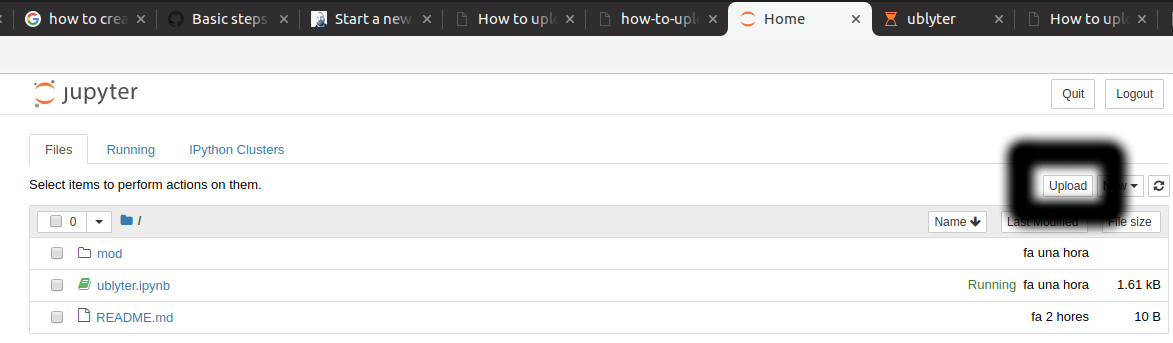 how to crea Basic steps Start a new How to uplo how-to-uplo Home ublyter How to uplo
jupyter Quit Logout
Files Running IPython Clusters
Select items to perform actions on them. Upload
0 / Name Last Modified File size
mod fa una hora
ublyter.ipynb Running fa una hora 1.61 kB
README.md fa 2 hores 10 B